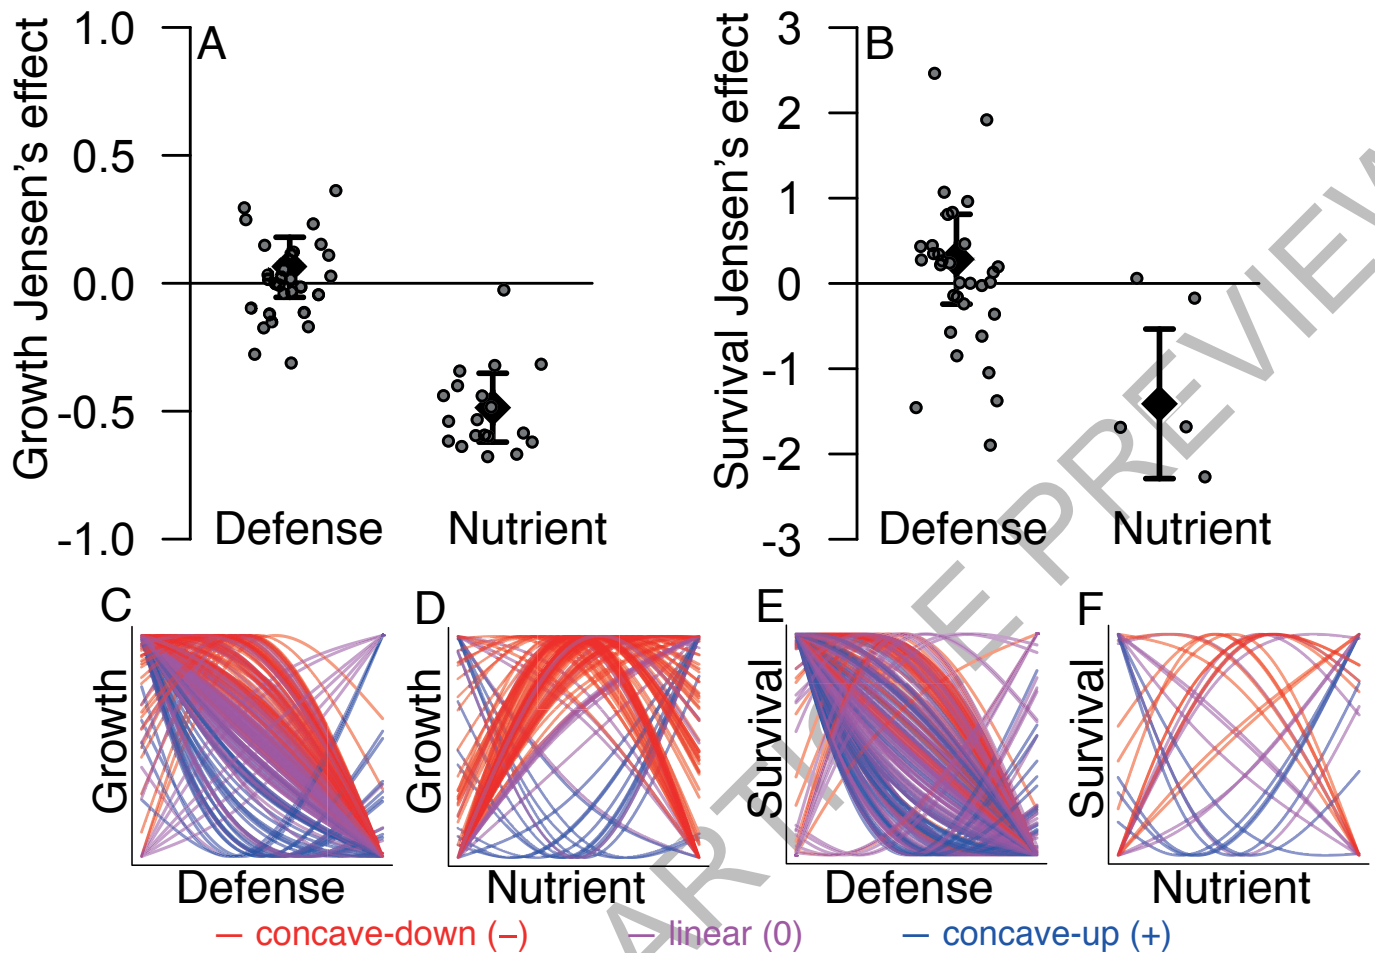 A
B
Growth Jensen's effect
1.0
0.5
0.0
-0.5
-1.0
Defense
Nutrient
Survival Jensen's effect
3
2
1
0
-1
-2
-3
Defense
Nutrient
C
D
E
F
Growth
Growth
Survival
Survival
Defense
Nutrient
Defense
Nutrient
concave-down (–)
linear (0)
concave-up (+)
ARTICLE PREVIEW